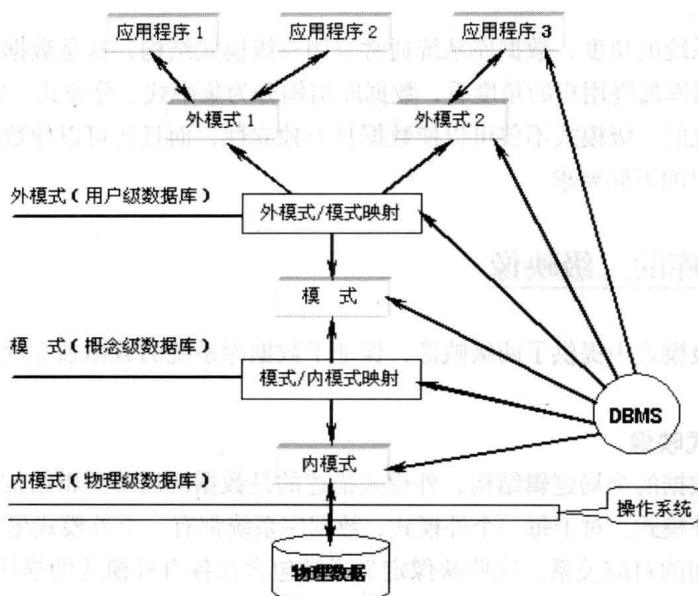 应用程序 1
应用程序 2
应用程序 3
外模式 1
外模式 2
外模式（用户级数据库）
外模式/模式映射
模 式
模 式（概念级数据库）
模式/内模式映射
DBMS
内模式
内模式（物理级数据库）
操作系统
物理数据